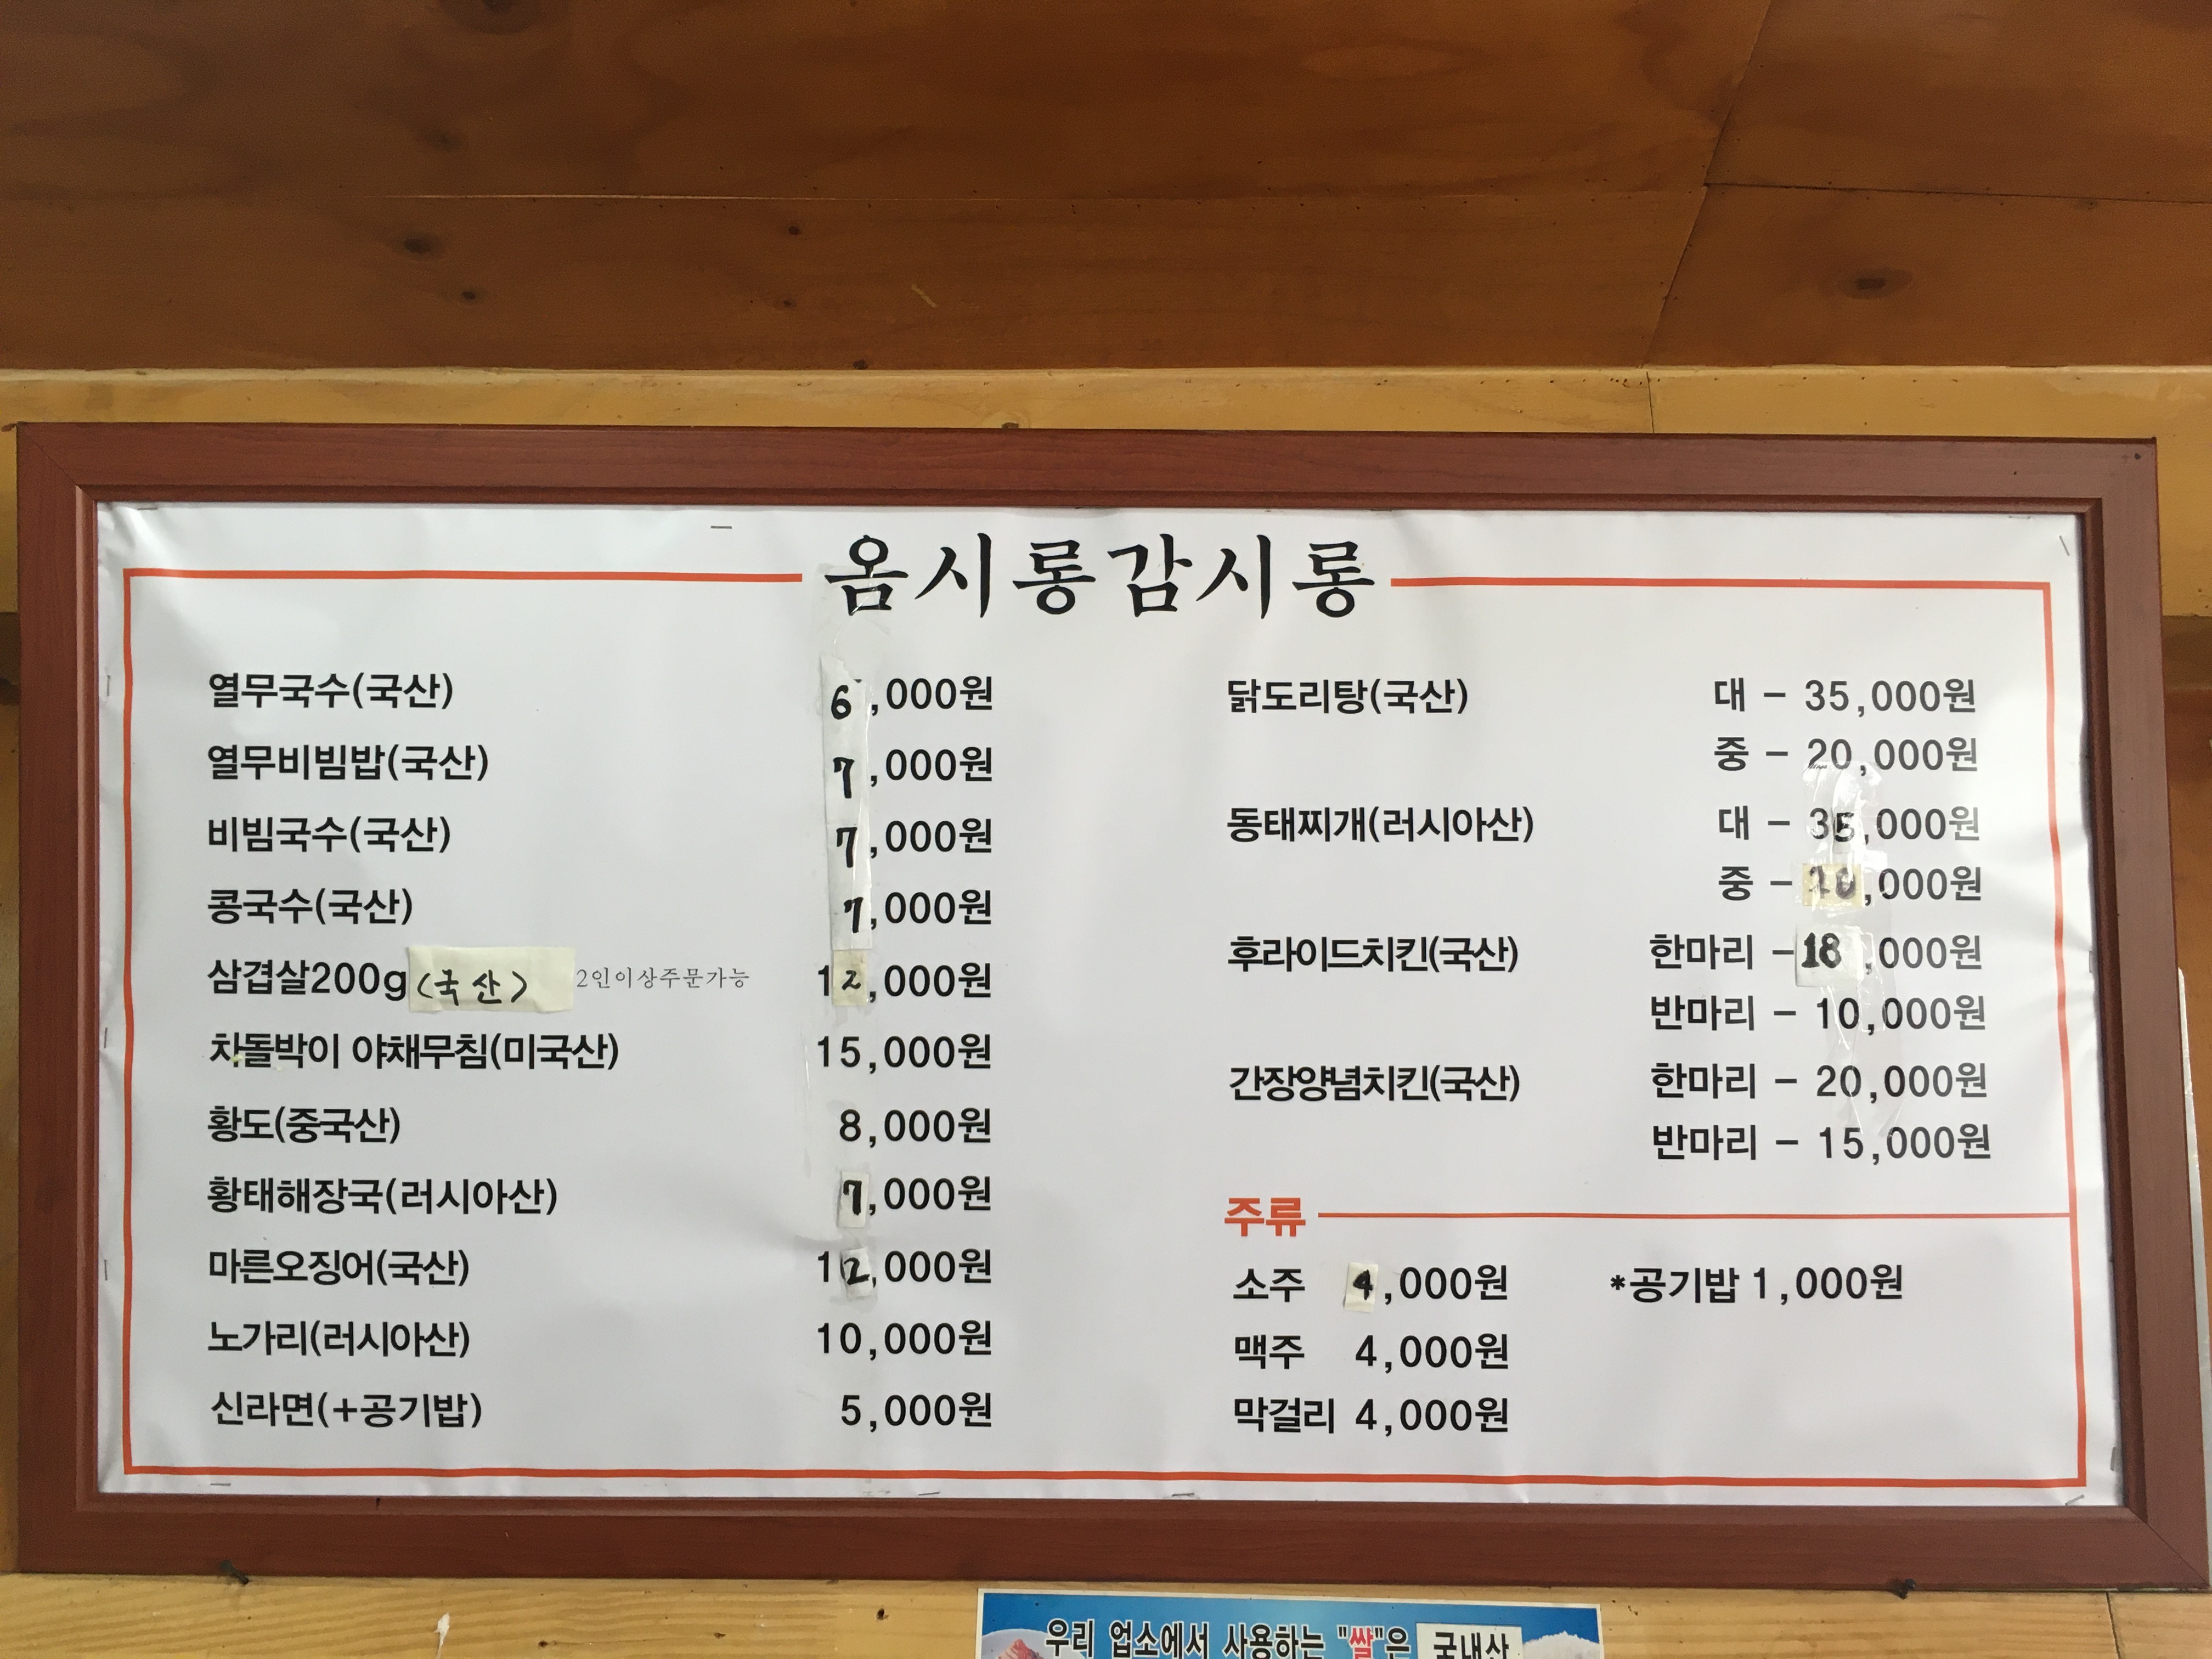 옴시롱감시롱
열무국수(국산) 6,000원
열무비빔밥(국산) 7,000원
비빔국수(국산) 7,000원
콩국수(국산) 7,000원
삼겹살200g(국산) 2인이상주문가능 12,000원
차돌박이 야채무침(미국산) 15,000원
황도(중국산) 8,000원
황태해장국(러시아산) 7,000원
마른오징어(국산) 12,000원
노가리(러시아산) 10,000원
신라면(+공기밥) 5,000원
닭도리탕(국산) 대 - 35,000원
중 - 20,000원
동태찌개(러시아산) 대 - 35,000원
중 -
후라이드치킨(국산) 한마리 - 18,000원
반마리 - 10,000원
간장양념치킨(국산) 한마리 - 20,000원
반마리 - 15,000원
주류
소주 4,000원 *공기밥 1,000원
맥주 4,000원
막걸리 4,000원
우리 업소에서 사용하는 "쌀"은 국내산